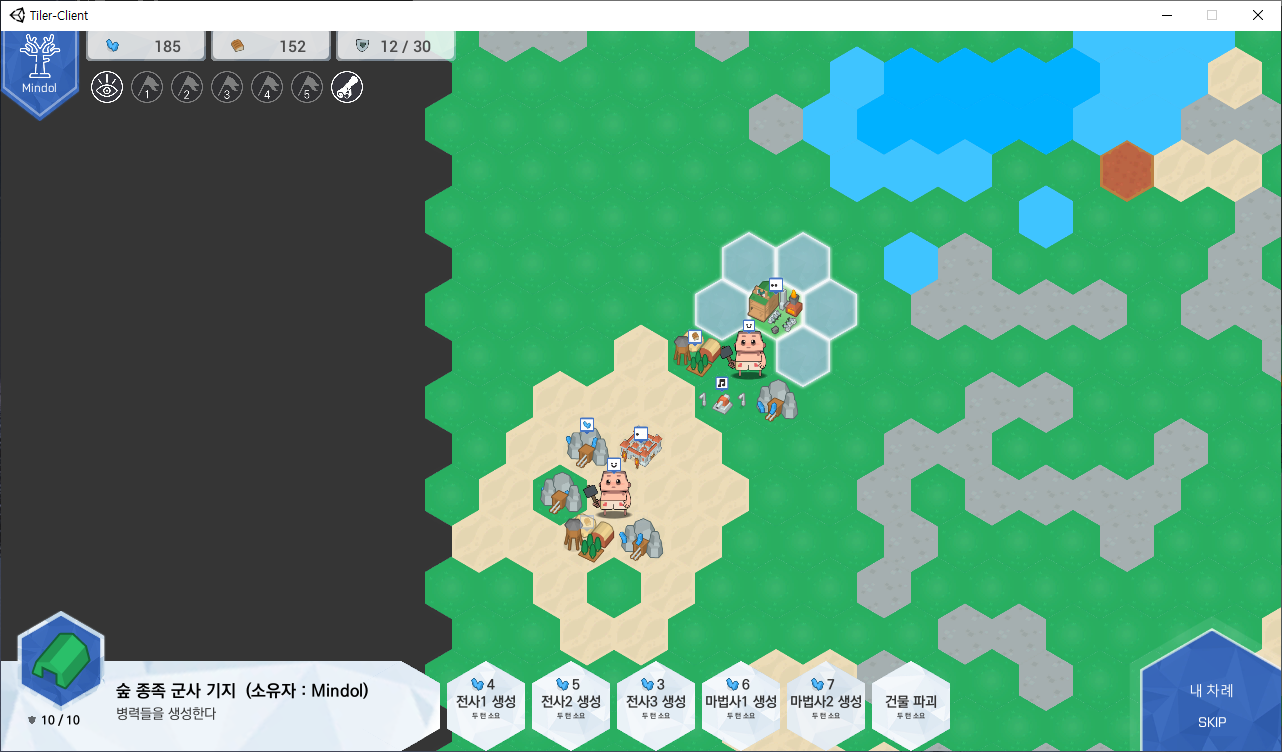 Tiler-Client
Mindol
185
152
12 / 30
1
2
3
4
5
1
1
숲 종족 군사 기지 (소유자 : Mindol)
병력들을 생성한다
10 / 10
4
전사1 생성
두 턴 소요
5
전사2 생성
두 턴 소요
3
전사3 생성
두 턴 소요
6
마법사1 생성
두 턴 소요
7
마법사2 생성
두 턴 소요
건물 파괴
두 턴 소요
내 차례
SKIP